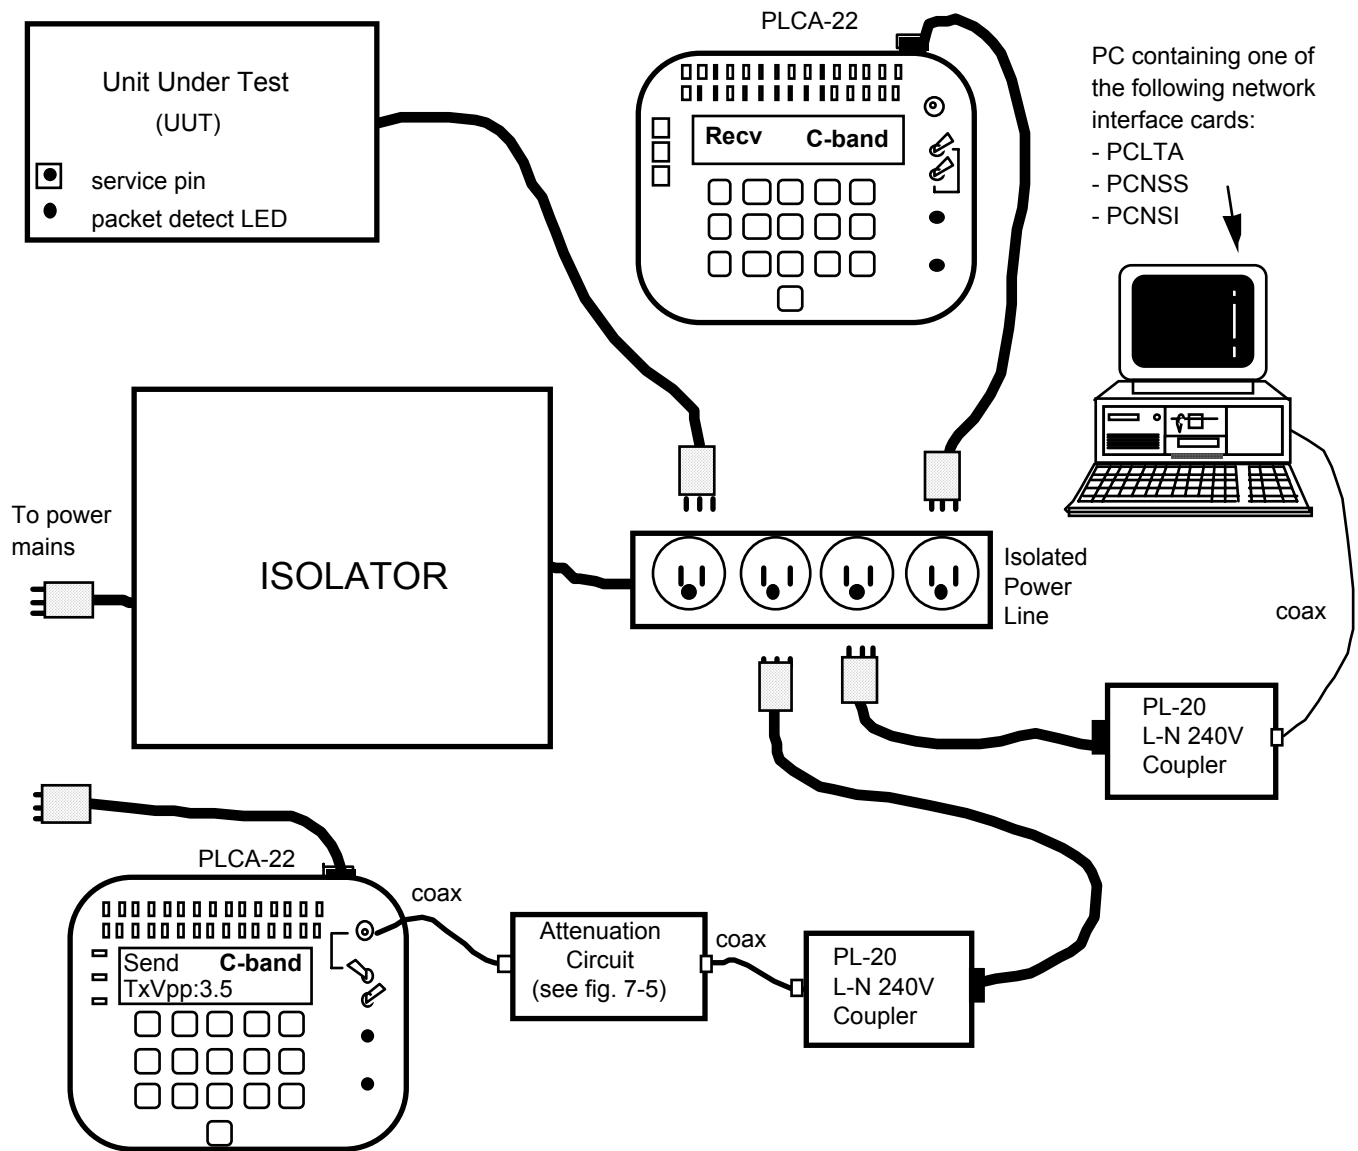 Unit Under Test
(UUT)
service pin
packet detect LED
PLCA-22
Recv C-band
PC containing one of
the following network
interface cards:
- PCLTA
- PCNSS
- PCNSI
To power
mains
ISOLATOR
Isolated
Power
Line
coax
PL-20
L-N 240V
Coupler
PLCA-22
Send C-band
TxVpp:3.5
coax
Attenuation
Circuit
(see fig. 7-5)
coax
PL-20
L-N 240V
Coupler